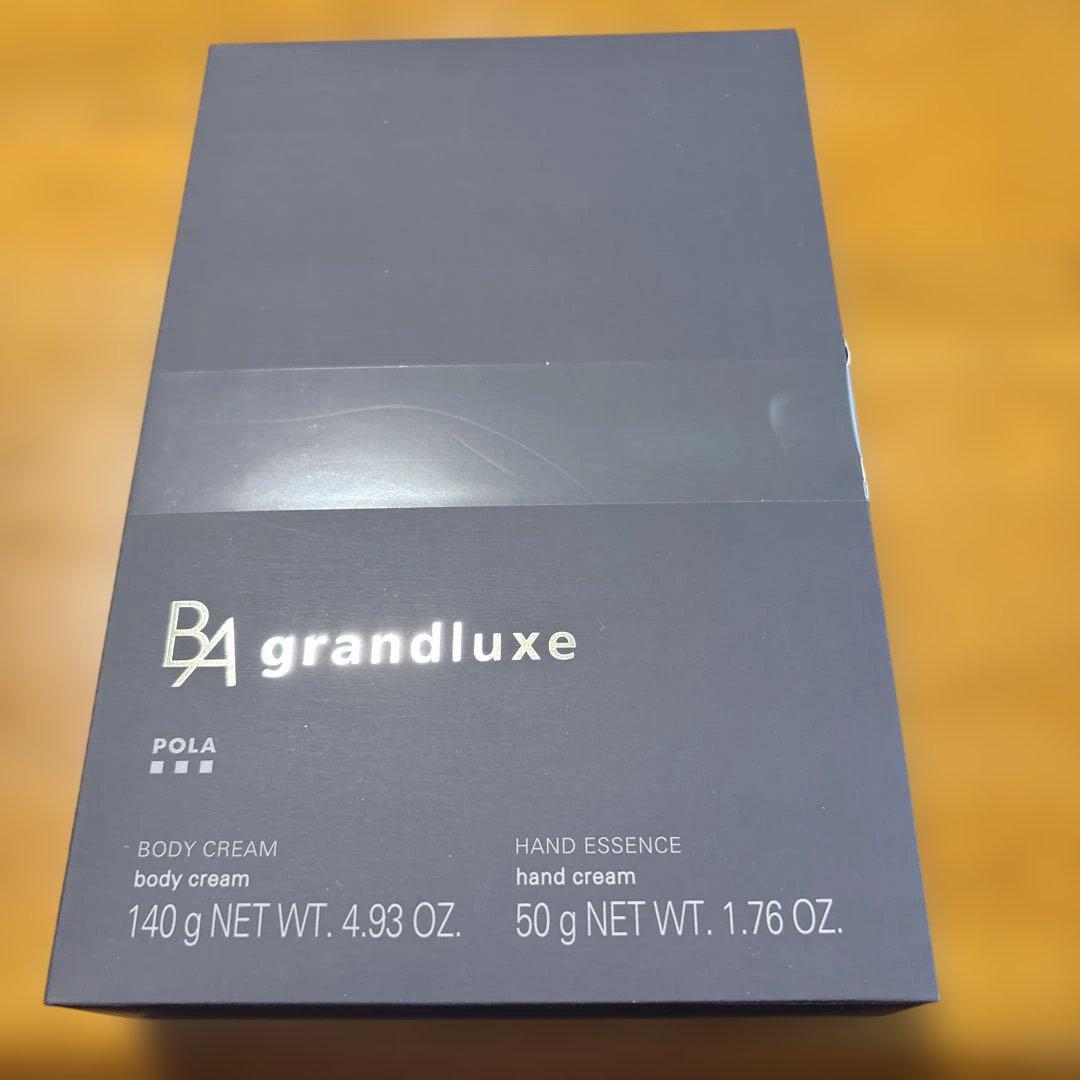 BA grandluxe
POLA
BODY CREAM
body cream
140 g NET WT. 4.93 OZ.
HAND ESSENCE
hand cream
50 g NET WT. 1.76 OZ.